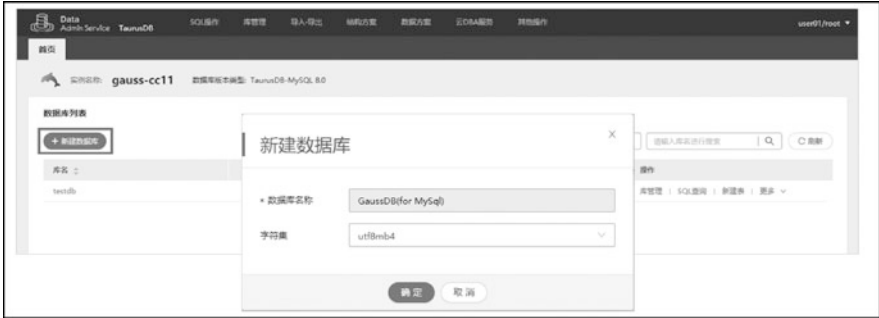 Data
Admin Service TaurusDB SQL操作 库管理 导入·导出 结构方案 数据方案 云DBA服务 其他操作 user01/root
首页
实例名称: gauss-cc11 数据库版本类型: TaurusDB-MySQL 8.0
数据库列表
+ 新建数据库
请输入库名进行搜索
刷新
库名
操作
testdb
库管理 | SQL查询 | 新建表 | 更多
新建数据库
* 数据库名称 GaussDB(for MySql)
字符集 utf8mb4
确定 取消